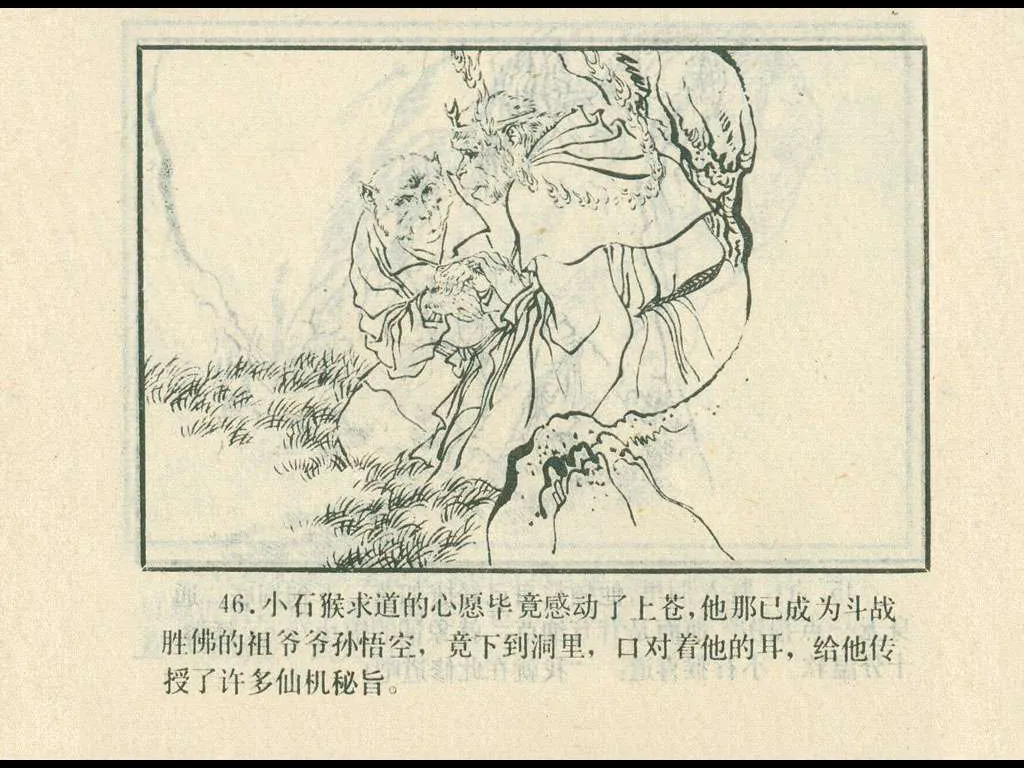 46.小石猴求道的心愿毕竟感动了上苍,他那已成为斗战
胜佛的祖爷爷孙悟空，竟下到洞里，口对着他的耳，给他传
授了许多仙机秘旨。